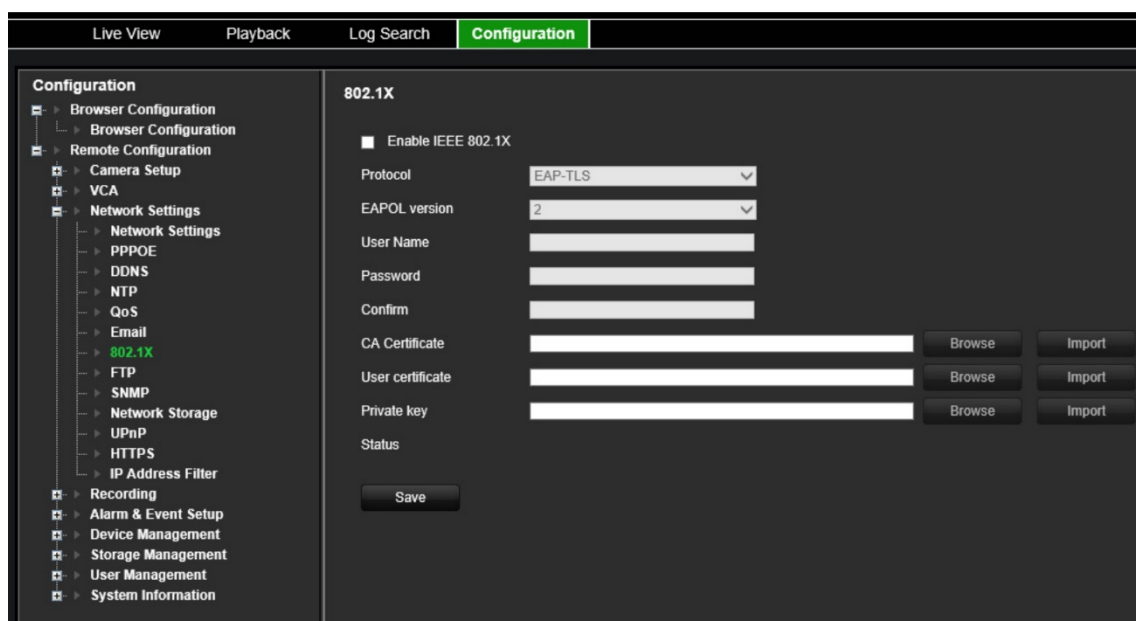 Live View Playback Log Search Configuration
Configuration
Browser Configuration
Browser Configuration
Remote Configuration
Camera Setup
VCA
Network Settings
Network Settings
PPPOE
DDNS
NTP
QoS
Email
802.1X
FTP
SNMP
Network Storage
UPnP
HTTPS
IP Address Filter
Recording
Alarm & Event Setup
Device Management
Storage Management
User Management
System Information
802.1X
Enable IEEE 802.1X
Protocol EAP-TLS
EAPOL version 2
User Name
Password
Confirm
CA Certificate Browse Import
User certificate Browse Import
Private key Browse Import
Status
Save